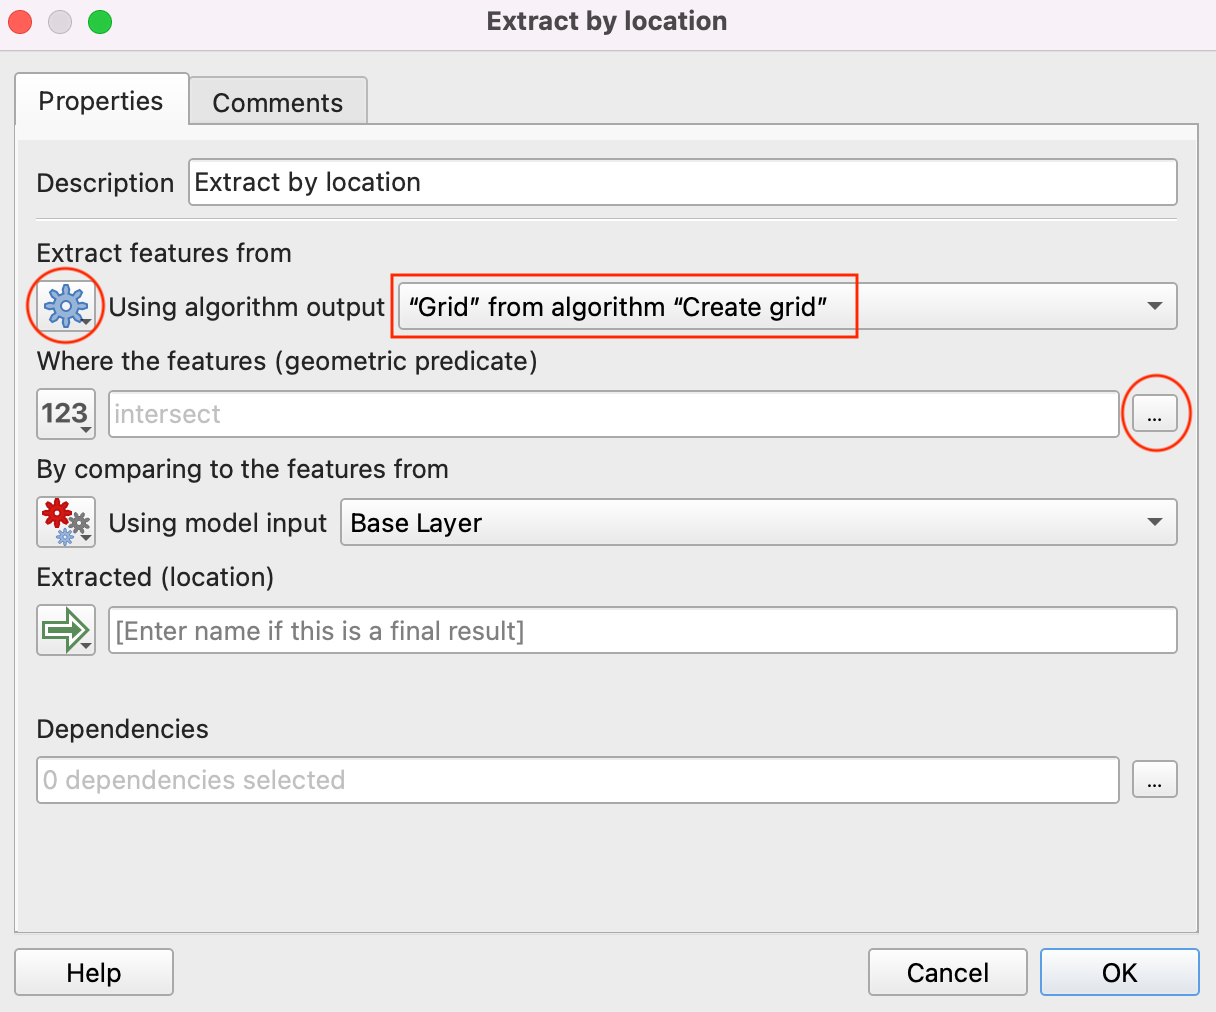 Extract by location
Properties
Comments
Description
Extract by location
Extract features from
Using algorithm output
“Grid” from algorithm “Create grid”
Where the features (geometric predicate)
123
intersect
...
By comparing to the features from
Using model input
Base Layer
Extracted (location)
[Enter name if this is a final result]
Dependencies
0 dependencies selected
...
Help
Cancel
OK